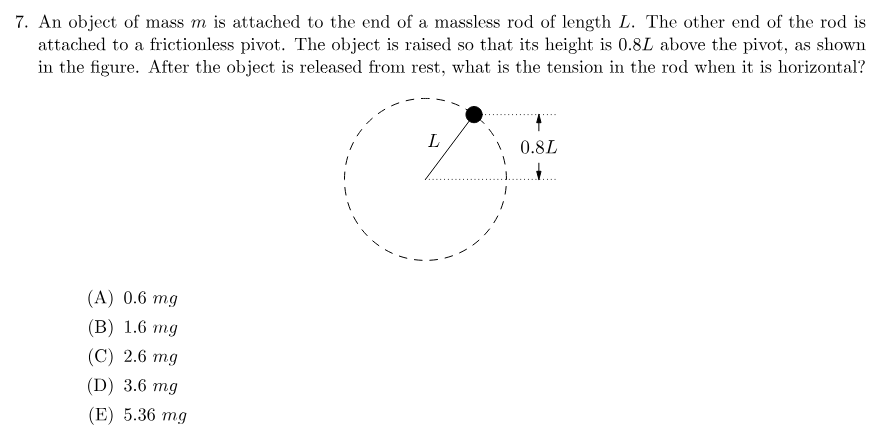 7. An object of mass m is attached to the end of a massless rod of length L. The other end of the rod is
attached to a frictionless pivot. The object is raised so that its height is 0.8L above the pivot, as shown
in the figure. After the object is released from rest, what is the tension in the rod when it is horizontal?
L
0.8L
(A) 0.6 mg
(B) 1.6 mg
(C) 2.6 mg
(D) 3.6 mg
(E) 5.36 mg